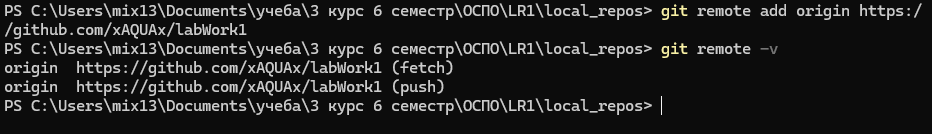 PS C:\Users\mix13\Documents\учеба\3 курс 6 семестр\ОСПО\LR1\local_repos> git remote add origin https:/
/github.com/xAQUAx/labWork1
PS C:\Users\mix13\Documents\учеба\3 курс 6 семестр\ОСПО\LR1\local_repos> git remote -v
origin  https://github.com/xAQUAx/labWork1 (fetch)
origin  https://github.com/xAQUAx/labWork1 (push)
PS C:\Users\mix13\Documents\учеба\3 курс 6 семестр\ОСПО\LR1\local_repos>